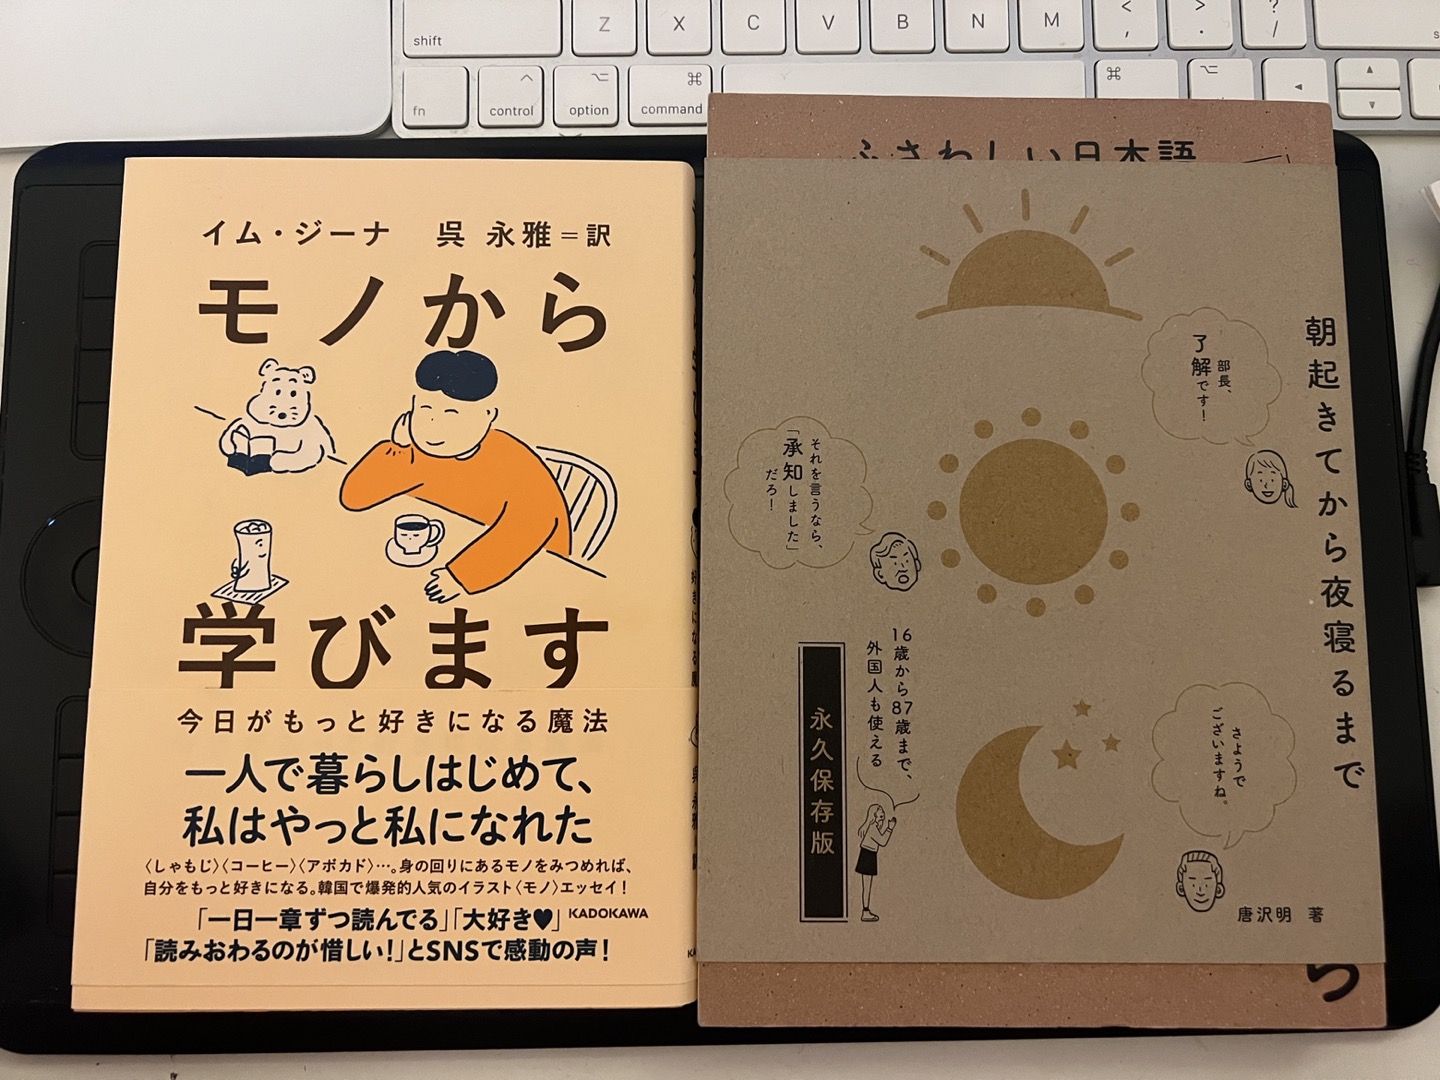 shift
Z
X
C
V
B
N
M
<
,
>
.
?
/
fn
control
option
⌘
command
⌘
イム・ジーナ 呉 永雅=訳
モノから
学びます
今日がもっと好きになる魔法
一人で暮らしはじめて、
私はやっと私になれた
〈しゃもじ〉〈コーヒー〉〈アボカド〉…。身の回りにあるモノをみつめれば、
自分をもっと好きになる。韓国で爆発的人気のイラスト〈モノ〉エッセイ!
「一日一章ずつ読んでる」「大好き♥」
KADOKAWA
「読みおわるのが惜しい!」とSNSで感動の声!
ふさわしい日本語
朝起きてから夜寝るまで
部長、
了解です!
それを言うなら、
「承知しました」
だろ!
16歳から87歳まで、
外国人も使える
永久保存版
さようで
ございますね。
唐沢明 著